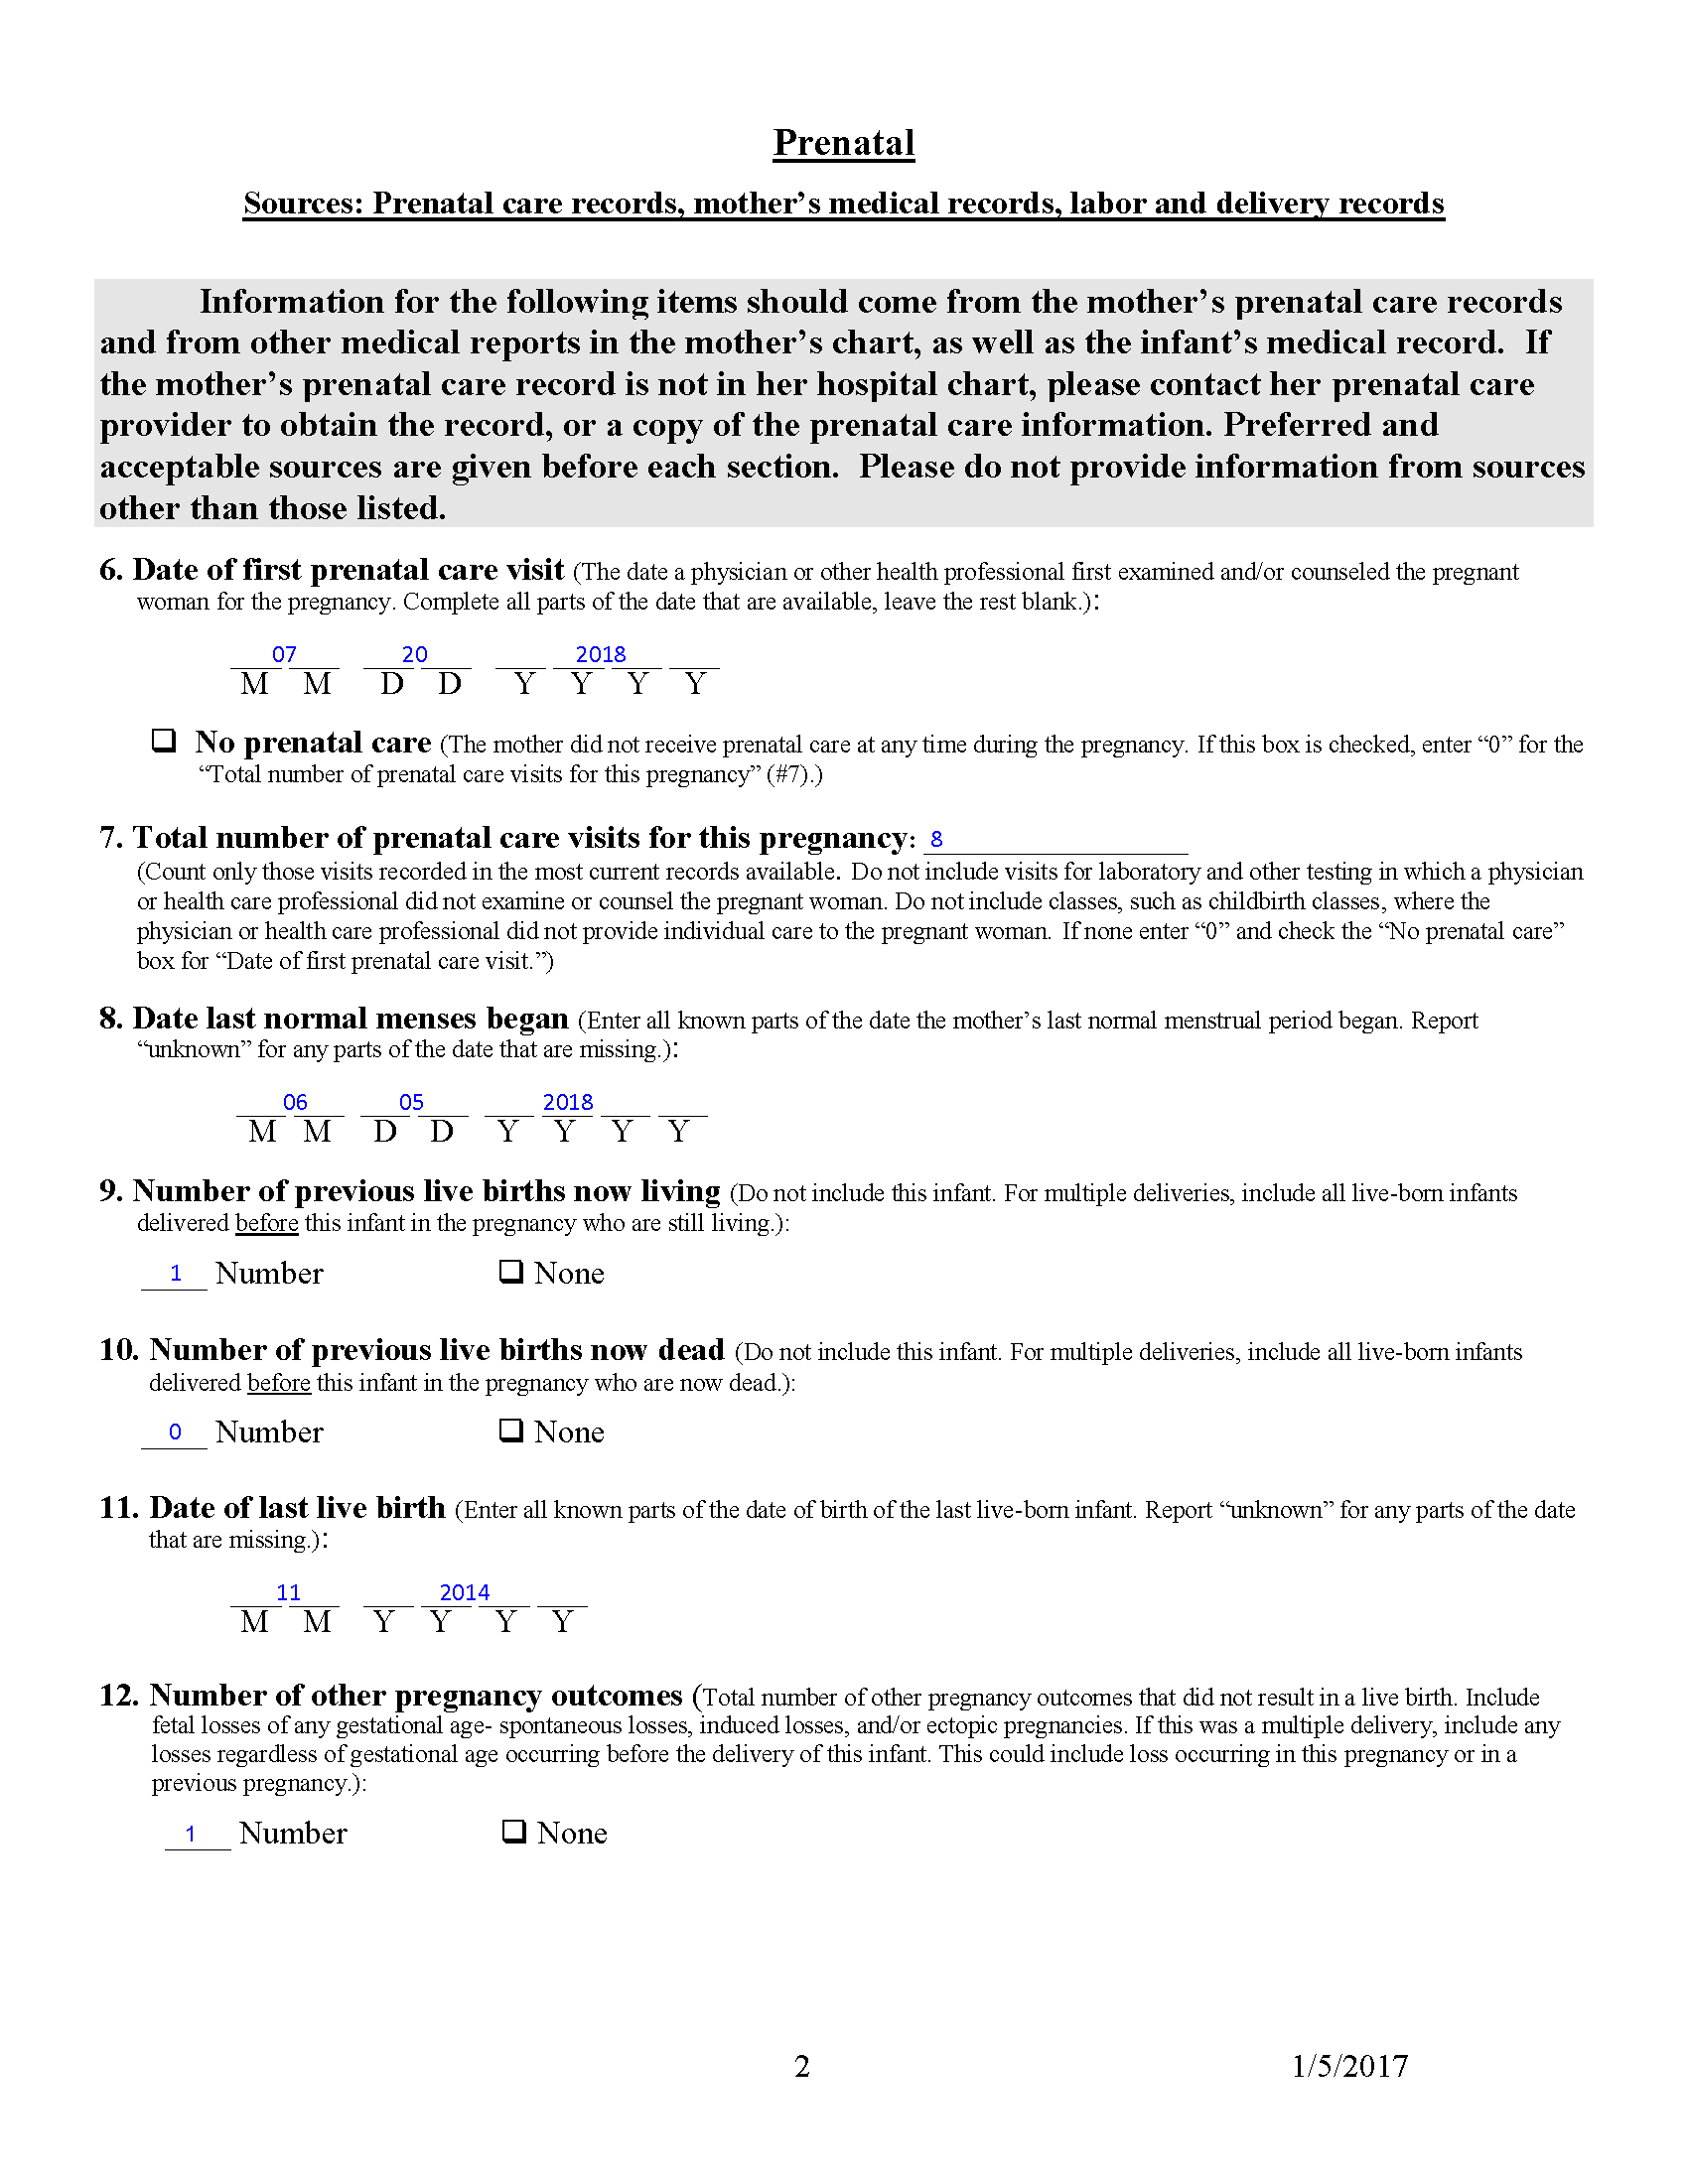 Prenatal
Sources: Prenatal care records, mother’s medical records, labor and delivery records
Information for the following items should come from the mother’s prenatal care records
and from other medical reports in the mother’s chart, as well as the infant’s medical record.  If
the mother’s prenatal care record is not in her hospital chart, please contact her prenatal care
provider to obtain the record, or a copy of the prenatal care information. Preferred and
acceptable sources are given before each section.  Please do not provide information from sources
other than those listed.
6. Date of first prenatal care visit (The date a physician or other health professional first examined and/or counseled the pregnant
woman for the pregnancy. Complete all parts of the date that are available, leave the rest blank.):
07 20 2018
M M D D Y Y Y Y
❑ No prenatal care (The mother did not receive prenatal care at any time during the pregnancy. If this box is checked, enter “0” for the
“Total number of prenatal care visits for this pregnancy” (#7).)
7. Total number of prenatal care visits for this pregnancy: 8
(Count only those visits recorded in the most current records available. Do not include visits for laboratory and other testing in which a physician
or health care professional did not examine or counsel the pregnant woman. Do not include classes, such as childbirth classes, where the
physician or health care professional did not provide individual care to the pregnant woman.  If none enter “0” and check the “No prenatal care”
box for “Date of first prenatal care visit.”)
8. Date last normal menses began (Enter all known parts of the date the mother’s last normal menstrual period began. Report
“unknown” for any parts of the date that are missing.):
06 05 2018
M M D D Y Y Y Y
9. Number of previous live births now living (Do not include this infant. For multiple deliveries, include all live-born infants
delivered before this infant in the pregnancy who are still living.):
1 Number ❑ None
10. Number of previous live births now dead (Do not include this infant. For multiple deliveries, include all live-born infants
delivered before this infant in the pregnancy who are now dead.):
0 Number ❑ None
11. Date of last live birth (Enter all known parts of the date of birth of the last live-born infant. Report “unknown” for any parts of the date
that are missing.):
11 2014
M M Y Y Y Y
12. Number of other pregnancy outcomes (Total number of other pregnancy outcomes that did not result in a live birth. Include
fetal losses of any gestational age- spontaneous losses, induced losses, and/or ectopic pregnancies. If this was a multiple delivery, include any
losses regardless of gestational age occurring before the delivery of this infant. This could include loss occurring in this pregnancy or in a
previous pregnancy.):
1 Number ❑ None
2 1/5/2017